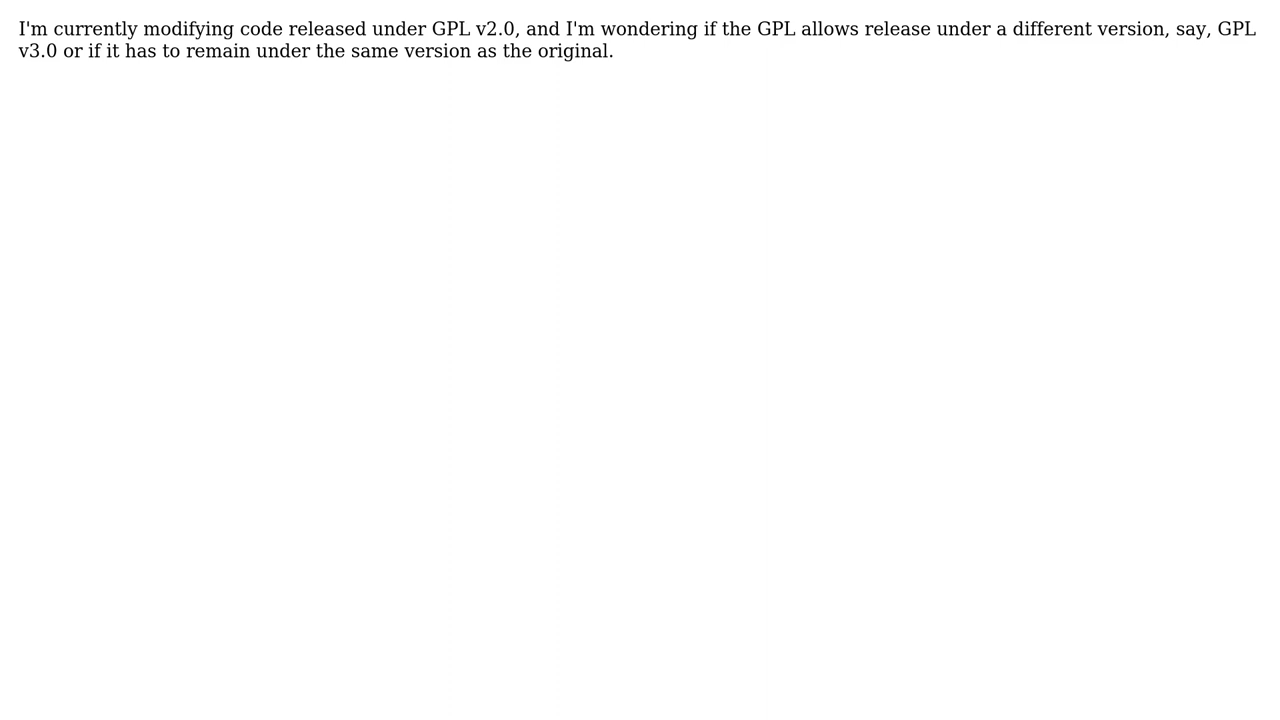 I'm currently modifying code released under GPL v2.0, and I'm wondering if the GPL allows release under a different version, say, GPL
v3.0 or if it has to remain under the same version as the original.